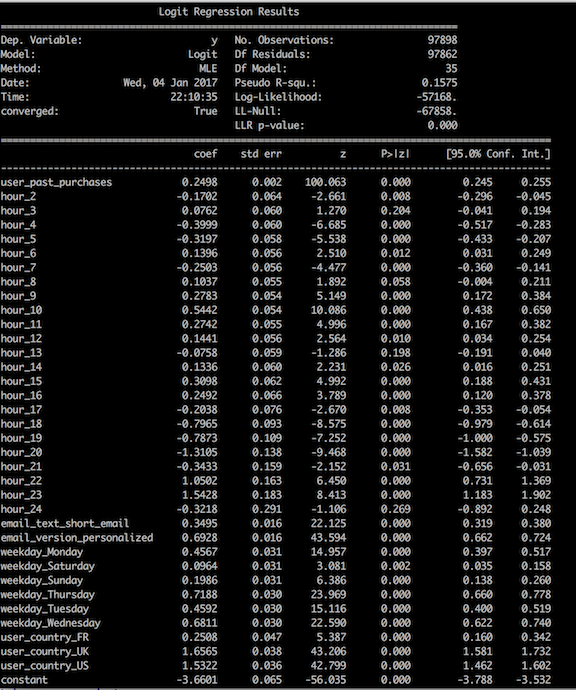 Logit Regression Results
Dep. Variable: y No. Observations: 97898
Model: Logit Df Residuals: 97862
Method: MLE Df Model: 35
Date: Wed, 04 Jan 2017 Pseudo R-squ.: 0.1575
Time: 22:10:35 Log-Likelihood: -57168.
converged: True LL-Null: -67858.
LLR p-value: 0.000
coef std err z P>|z| [95.0% Conf. Int.]
user_past_purchases 0.2498 0.002 100.063 0.000 0.245 0.255
hour_2 -0.1702 0.064 -2.661 0.008 -0.296 -0.045
hour_3 0.0762 0.060 1.270 0.204 -0.041 0.194
hour_4 -0.3999 0.060 -6.685 0.000 -0.517 -0.283
hour_5 -0.3197 0.058 -5.538 0.000 -0.433 -0.207
hour_6 0.1396 0.056 2.510 0.012 0.031 0.249
hour_7 -0.2503 0.056 -4.477 0.000 -0.360 -0.141
hour_8 0.1037 0.055 1.892 0.058 -0.004 0.211
hour_9 0.2783 0.054 5.149 0.000 0.172 0.384
hour_10 0.5442 0.054 10.086 0.000 0.438 0.650
hour_11 0.2742 0.055 4.996 0.000 0.167 0.382
hour_12 0.1441 0.056 2.564 0.010 0.034 0.254
hour_13 -0.0758 0.059 -1.286 0.198 -0.191 0.040
hour_14 0.1336 0.060 2.231 0.026 0.016 0.251
hour_15 0.3098 0.062 4.992 0.000 0.188 0.431
hour_16 0.2492 0.066 3.789 0.000 0.120 0.378
hour_17 -0.2038 0.076 -2.670 0.008 -0.353 -0.054
hour_18 -0.7965 0.093 -8.575 0.000 -0.979 -0.614
hour_19 -0.7873 0.109 -7.252 0.000 -1.000 -0.575
hour_20 -1.3105 0.138 -9.468 0.000 -1.582 -1.039
hour_21 -0.3433 0.159 -2.152 0.031 -0.656 -0.031
hour_22 1.0502 0.163 6.450 0.000 0.731 1.369
hour_23 1.5428 0.183 8.413 0.000 1.183 1.902
hour_24 -0.3218 0.291 -1.106 0.269 -0.892 0.248
email_text_short_email 0.3495 0.016 22.125 0.000 0.319 0.380
email_version_personalized 0.6928 0.016 43.594 0.000 0.662 0.724
weekday_Monday 0.4567 0.031 14.957 0.000 0.397 0.517
weekday_Saturday 0.0964 0.031 3.081 0.002 0.035 0.158
weekday_Sunday 0.1986 0.031 6.386 0.000 0.138 0.260
weekday_Thursday 0.7188 0.030 23.969 0.000 0.660 0.778
weekday_Tuesday 0.4592 0.030 15.116 0.000 0.400 0.519
weekday_Wednesday 0.6811 0.030 22.590 0.000 0.622 0.740
user_country_FR 0.2508 0.047 5.387 0.000 0.160 0.342
user_country_UK 1.6565 0.038 43.206 0.000 1.581 1.732
user_country_US 1.5322 0.036 42.799 0.000 1.462 1.602
constant -3.6601 0.065 -56.035 0.000 -3.788 -3.532